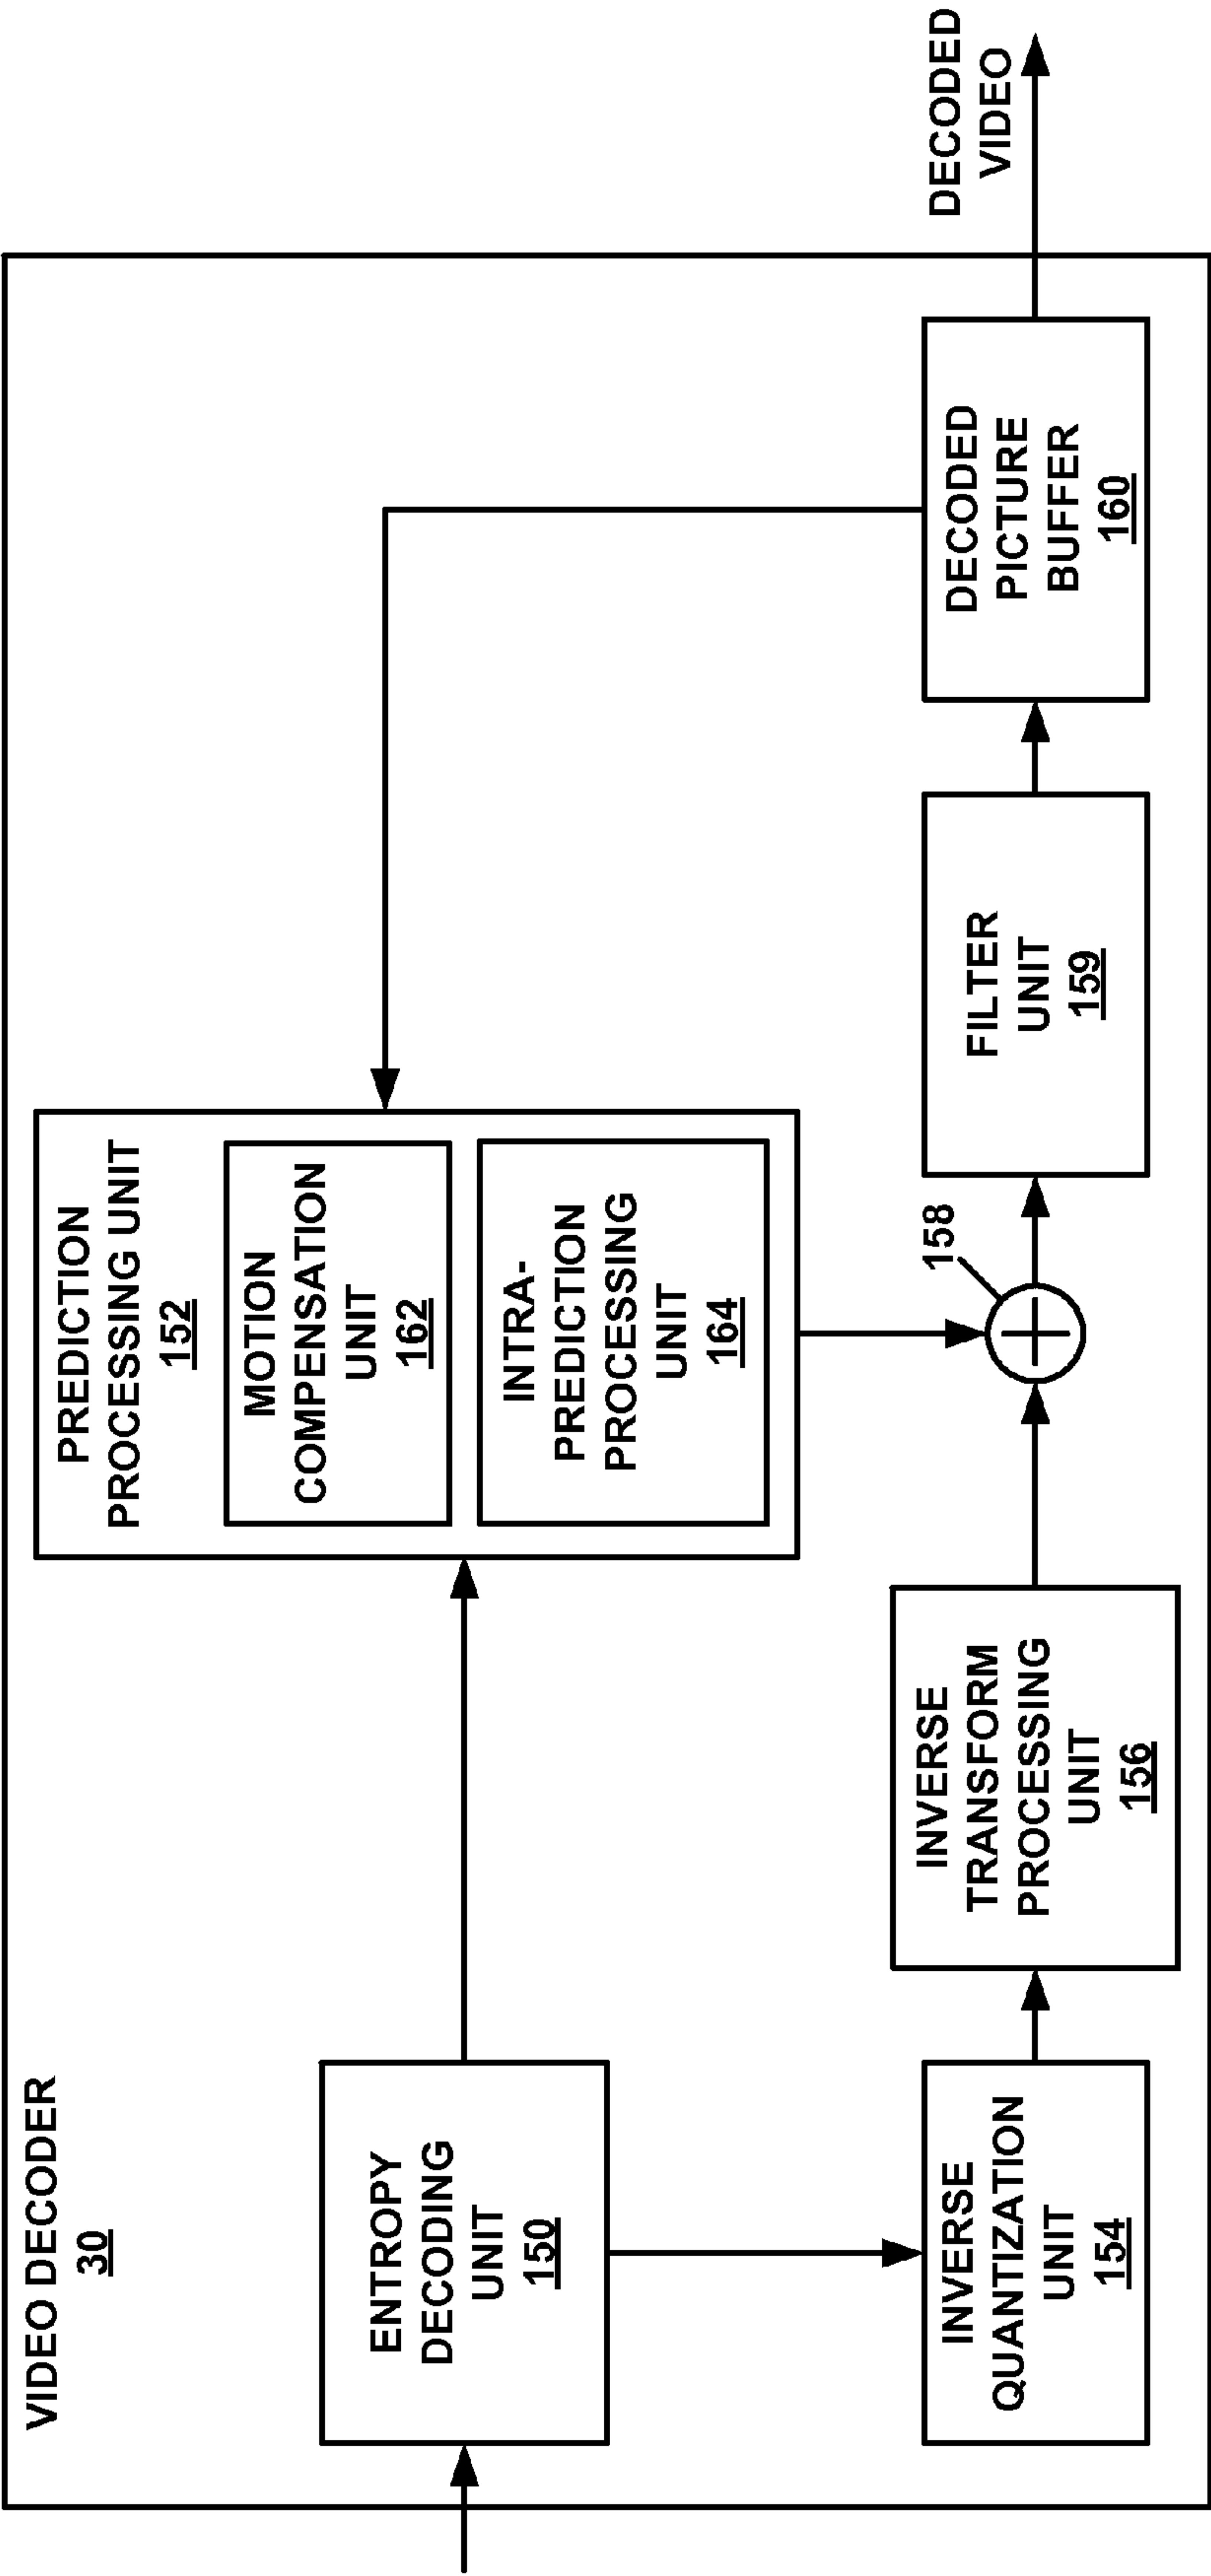 VIDEO DECODER
30
ENTROPY
DECODING
UNIT
150
PREDICTION
PROCESSING UNIT
152
MOTION
COMPENSATION
UNIT
162
INTRA-
PREDICTION
PROCESSING
UNIT
164
INVERSE
QUANTIZATION
UNIT
154
INVERSE
TRANSFORM
PROCESSING
UNIT
156
158
FILTER
UNIT
159
DECODED
PICTURE
BUFFER
160
DECODED
VIDEO